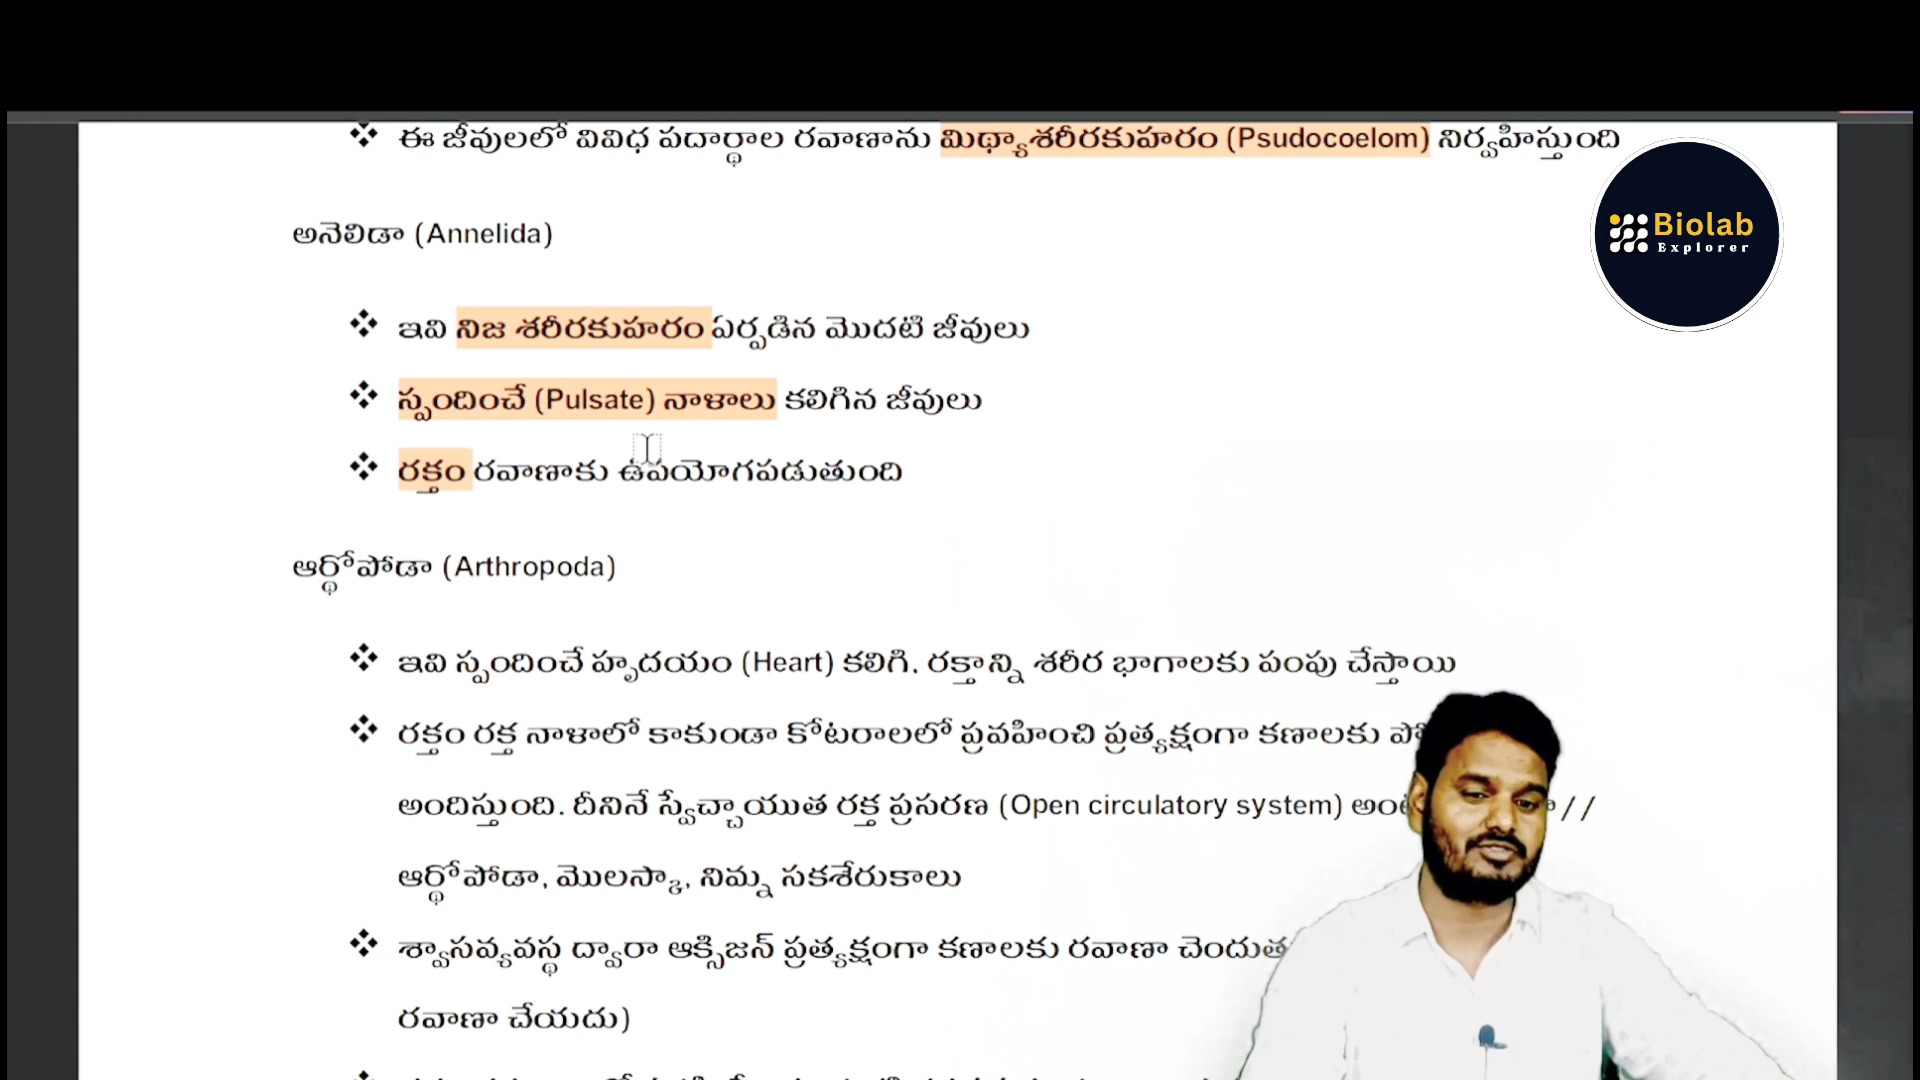 ❖ ఈ జీవులలో వివిధ పదార్థాల రవాణాను మిథ్యాశరీరకుహరం (Psudocoelom) నిర్వహిస్తుంది
Biolab
Explorer
అనెలిడా (Annelida)
❖ ఇవి నిజ శరీరకుహరం ఏర్పడిన మొదటి జీవులు
❖ స్పందించే (Pulsate) నాళాలు కలిగిన జీవులు
❖ రక్తం రవాణాకు ఉపయోగపడుతుంది
ఆర్థోపోడా (Arthropoda)
❖ ఇవి స్పందించే హృదయం (Heart) కలిగి, రక్తాన్ని శరీర భాగాలకు పంపు చేస్తాయి
❖ రక్తం రక్త నాళాలో కాకుండా కోటరాలలో ప్రవహించి ప్రత్యక్షంగా కణాలకు
అందిస్తుంది. దీనినే స్వేచ్చాయుత రక్త ప్రసరణ (Open circulatory system) //
ఆర్థోపోడా, మొలస్కా, నిమ్న సకశేరుకాలు
❖ శ్వాసవ్యవస్థ ద్వారా ఆక్సిజన్ ప్రత్యక్షంగా కణాలకు రవాణా
రవాణా చేయదు)